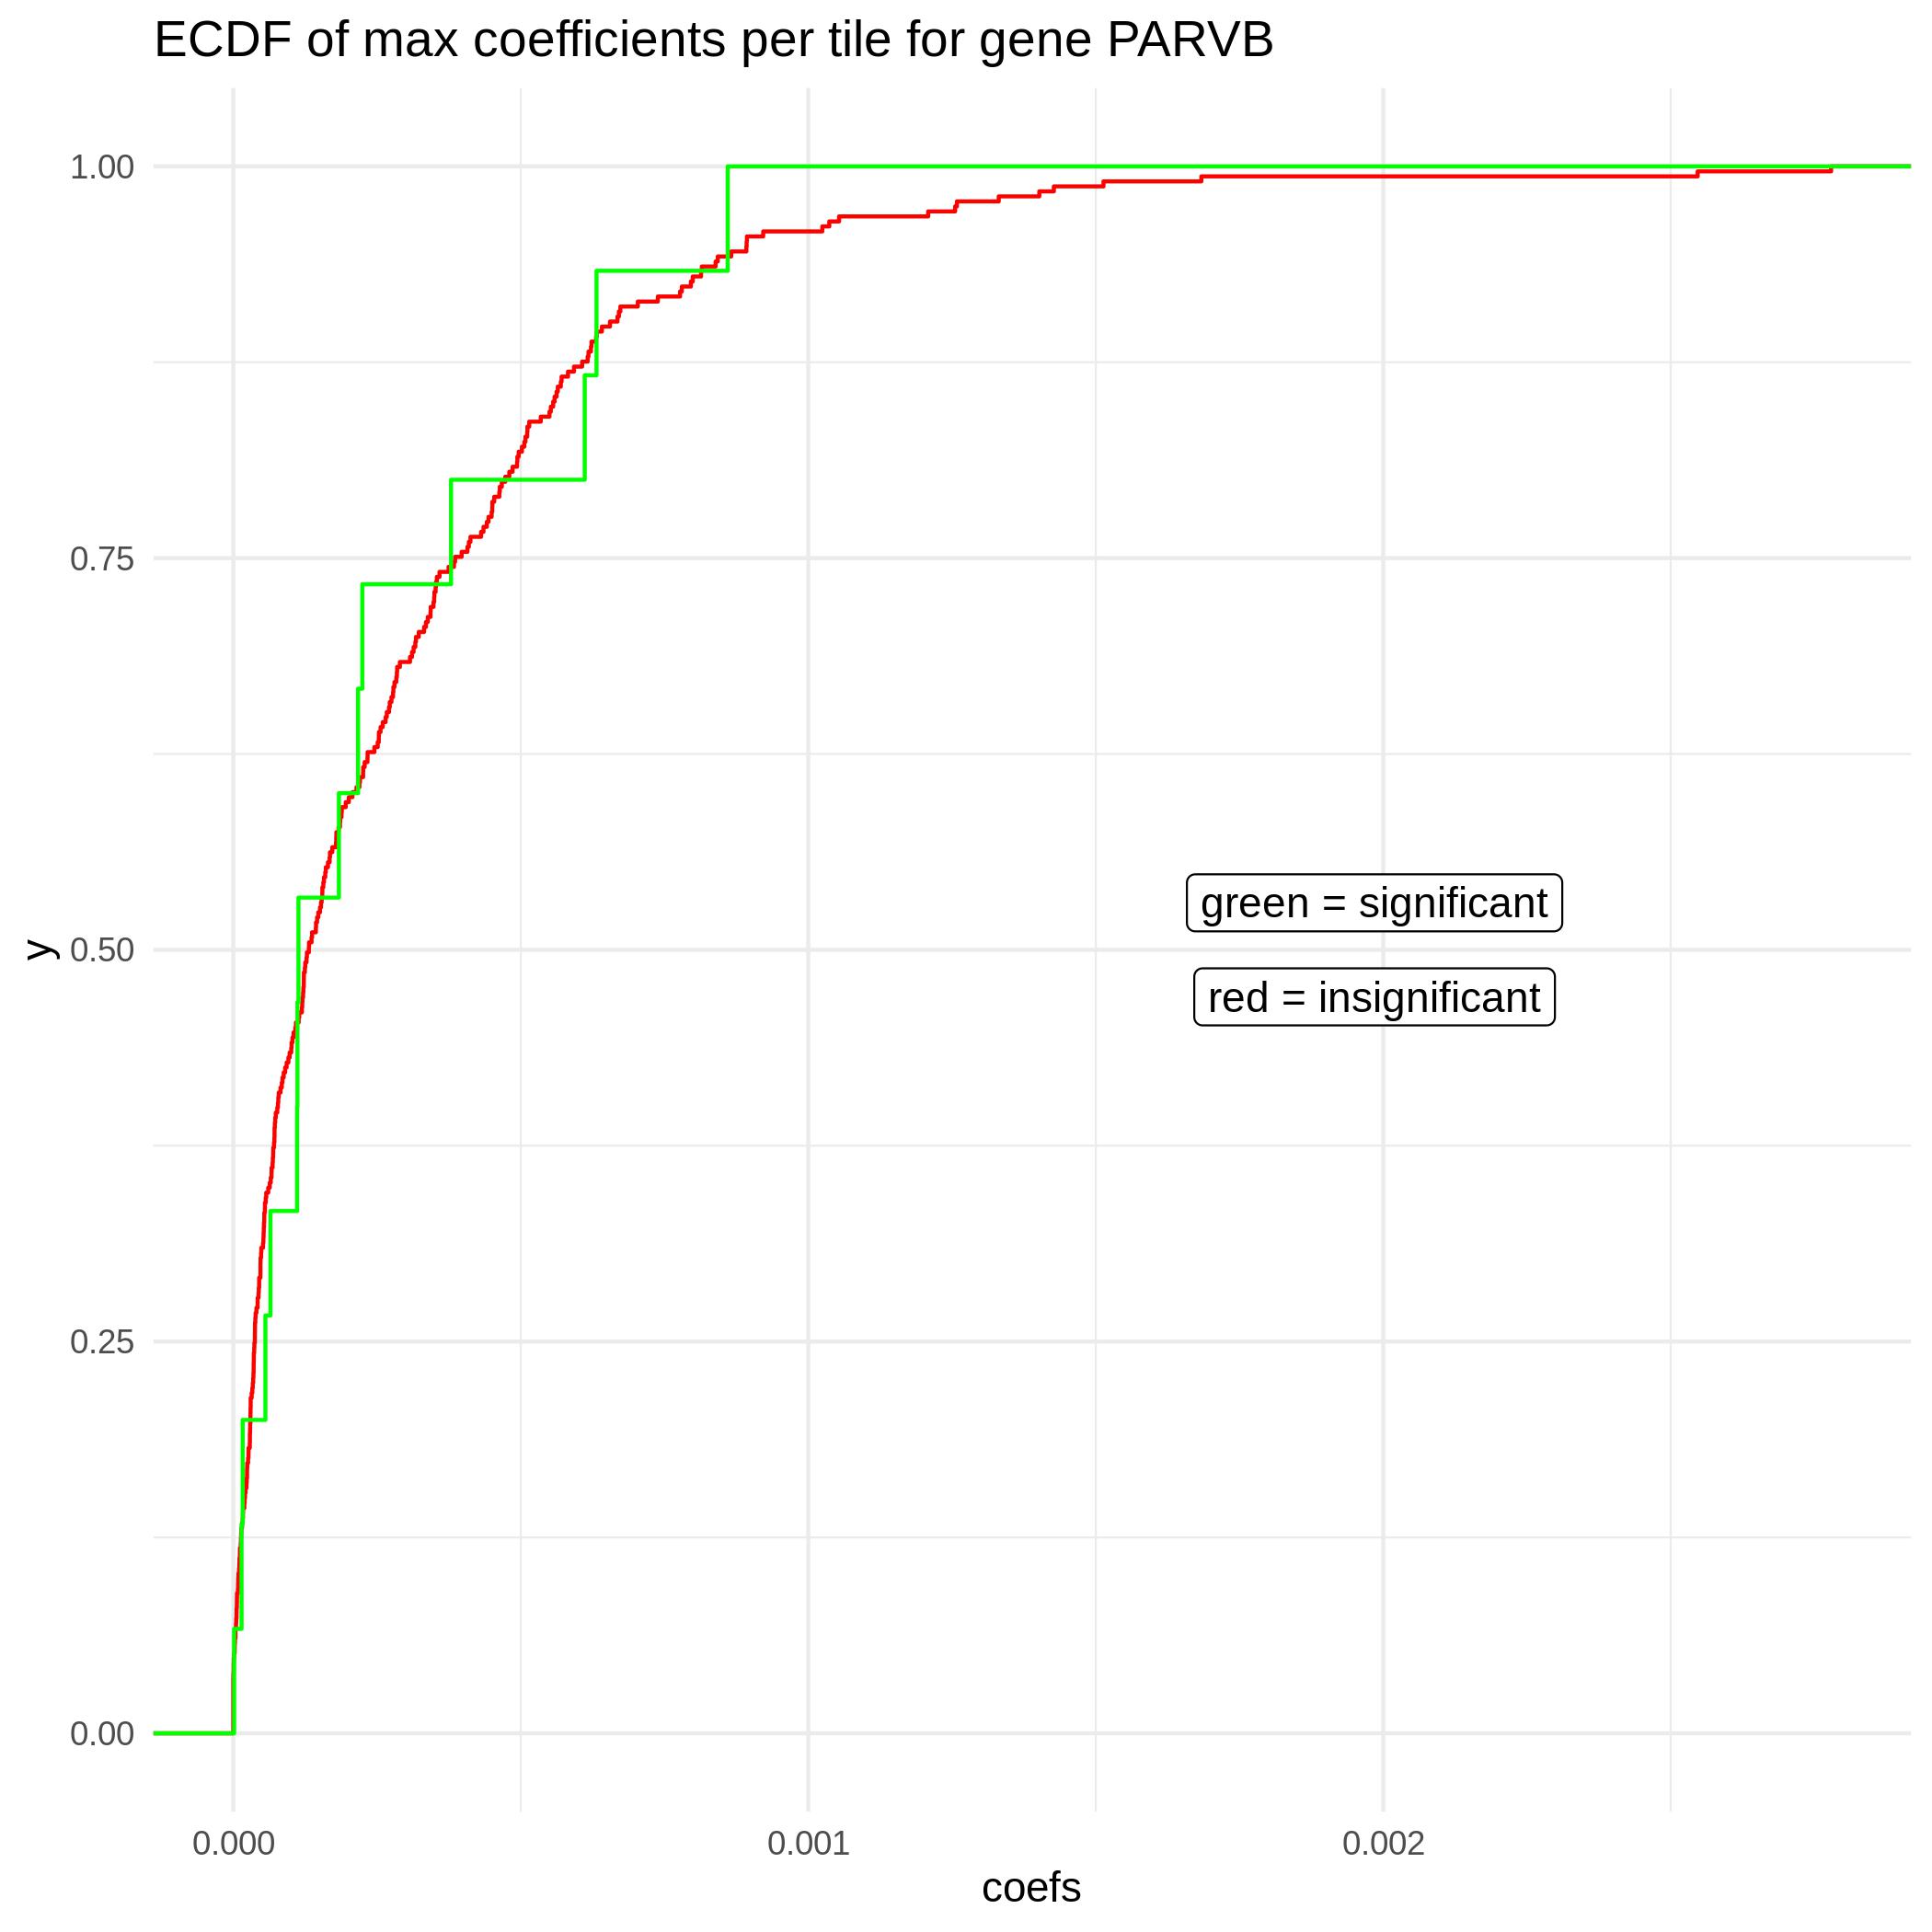 ECDF of max coefficients per tile for gene PARVB
1.00
0.75
0.50
0.25
0.00
y
green = significant
red = insignificant
0.000 0.001 0.002
coefs